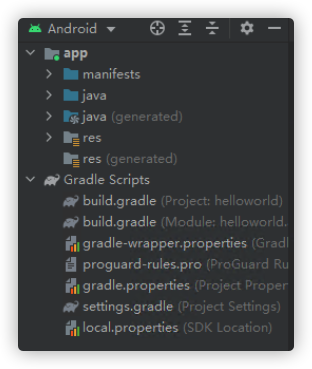 Android
app
manifests
java
java (generated)
res
res (generated)
Gradle Scripts
build.gradle (Project: helloworld)
build.gradle (Module: helloworld.
gradle-wrapper.properties (Grad
proguard-rules.pro (ProGuard Ru
gradle.properties (Project Proper
settings.gradle (Project Settings)
local.properties (SDK Location)